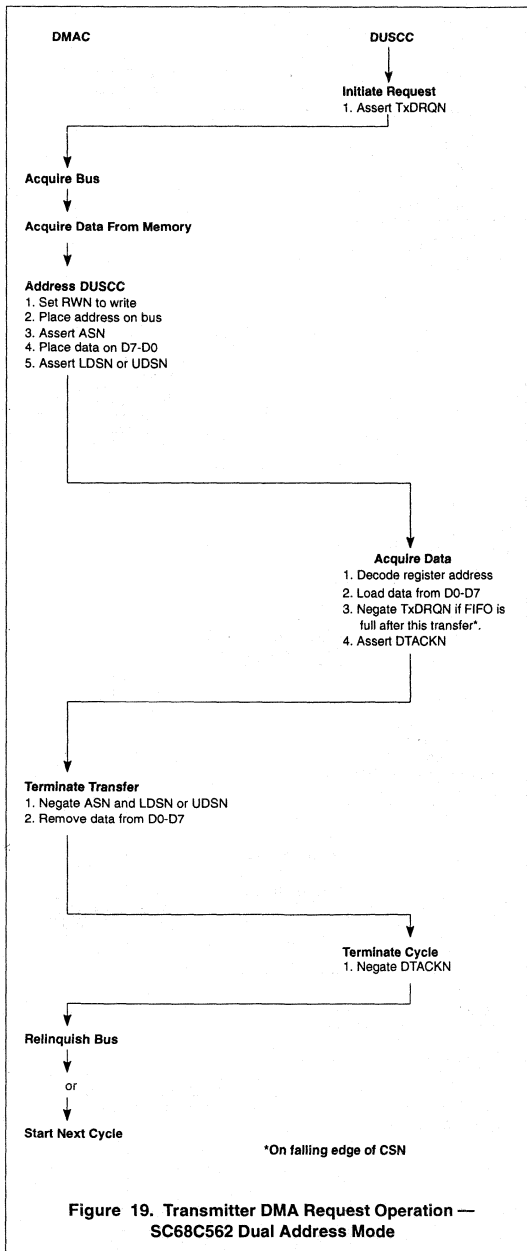 DMAC
DUSCC
Initiate Request
1. Assert TxDRQN
Acquire Bus
Acquire Data From Memory
Address DUSCC
1. Set RWN to write
2. Place address on bus
3. Assert ASN
4. Place data on D7-D0
5. Assert LDSN or UDSN
Acquire Data
1. Decode register address
2. Load data from D0-D7
3. Negate TxDRQN if FIFO is
full after this transfer*.
4. Assert DTACKN
Terminate Transfer
1. Negate ASN and LDSN or UDSN
2. Remove data from D0-D7
Terminate Cycle
1. Negate DTACKN
Relinquish Bus
or
Start Next Cycle
*On falling edge of CSN
Figure 19. Transmitter DMA Request Operation —
SC68C562 Dual Address Mode